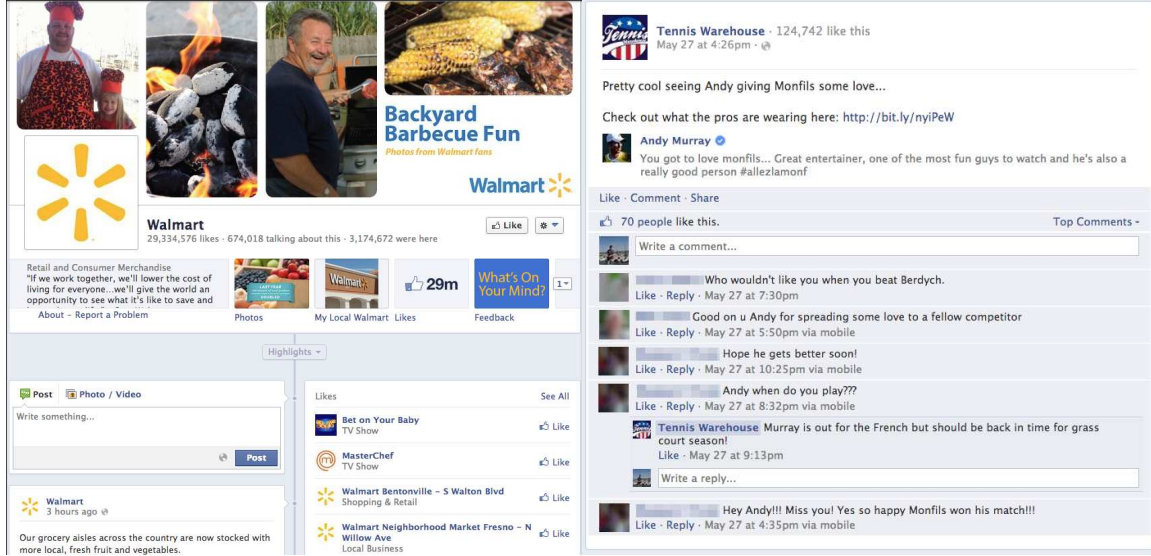 Backyard
Barbecue Fun
Photos from Walmart fans
Walmart
Walmart
29,334,576 likes · 674,018 talking about this · 3,174,672 were here
Like
Retail and Consumer Merchandise
"If we work together, we'll lower the cost of
living for everyone...we'll give the world an
opportunity to see what it's like to save and
About – Report a Problem
LAST YEAR
DOUBLED
Photos
Walmart
My Local Walmart
29m
Likes
What's On
Your Mind?
Feedback
1
Highlights
Post
Photo / Video
Write something...
Post
Walmart
3 hours ago
Our grocery aisles across the country are now stocked with
more local, fresh fruit and vegetables.
Likes
See All
Bet on Your Baby
TV Show
Like
MasterChef
TV Show
Like
Walmart Bentonville – S Walton Blvd
Shopping & Retail
Like
Walmart Neighborhood Market Fresno – N
Willow Ave
Local Business
Like
Tennis
Tennis Warehouse · 124,742 like this
May 27 at 4:26pm ·
Pretty cool seeing Andy giving Monfils some love...
Check out what the pros are wearing here: http://bit.ly/nyiPeW
Andy Murray
You got to love monfils... Great entertainer, one of the most fun guys to watch and he's also a
really good person #allezlamonf
Like · Comment · Share
70 people like this.
Top Comments
Write a comment...
Who wouldn't like you when you beat Berdych.
Like · Reply · May 27 at 7:30pm
Good on u Andy for spreading some love to a fellow competitor
Like · Reply · May 27 at 5:50pm via mobile
Hope he gets better soon!
Like · Reply · May 27 at 10:25pm via mobile
Andy when do you play???
Like · Reply · May 27 at 8:32pm via mobile
Tennis Warehouse Murray is out for the French but should be back in time for grass
court season!
Like · May 27 at 9:13pm
Write a reply...
Hey Andy!!! Miss you! Yes so happy Monfils won his match!!!
Like · Reply · May 27 at 4:35pm via mobile